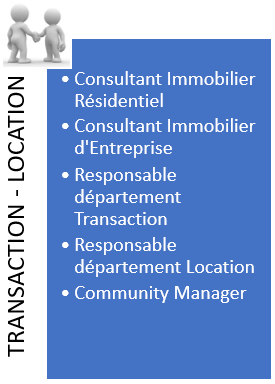 TRANSACTION - LOCATION
• Consultant Immobilier
Résidentiel
• Consultant Immobilier
d'Entreprise
• Responsable
département
Transaction
• Responsable
département Location
• Community Manager